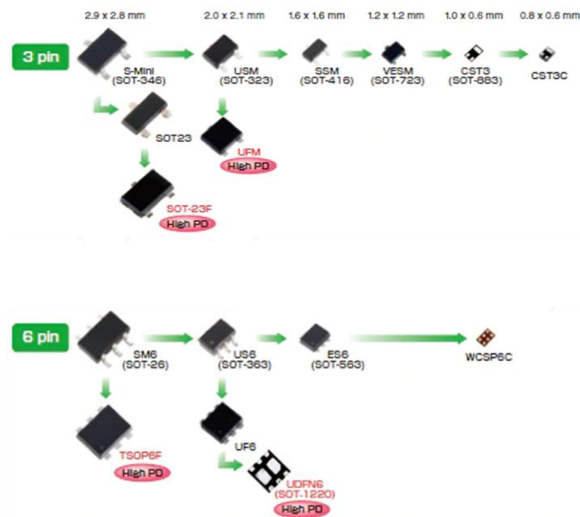 2.9 x 2.8 mm 2.0 x 2.1 mm 1.6 x 1.6 mm 1.2 x 1.2 mm 1.0 x 0.6 mm 0.8 x 0.6 mm
3 pin
S-Mini
(SOT-346)
USM
(SOT-323)
SSM
(SOT-416)
VESM
(SOT-723)
CST3
(SOT-883)
CST3C
SOT23
UFM
High PD
SOT-23F
High PD
6 pin
SM6
(SOT-26)
US6
(SOT-363)
ES6
(SOT-563)
WCSP6C
TSOP6F
High PD
UF6
UDFN6
(SOT-1220)
High PD